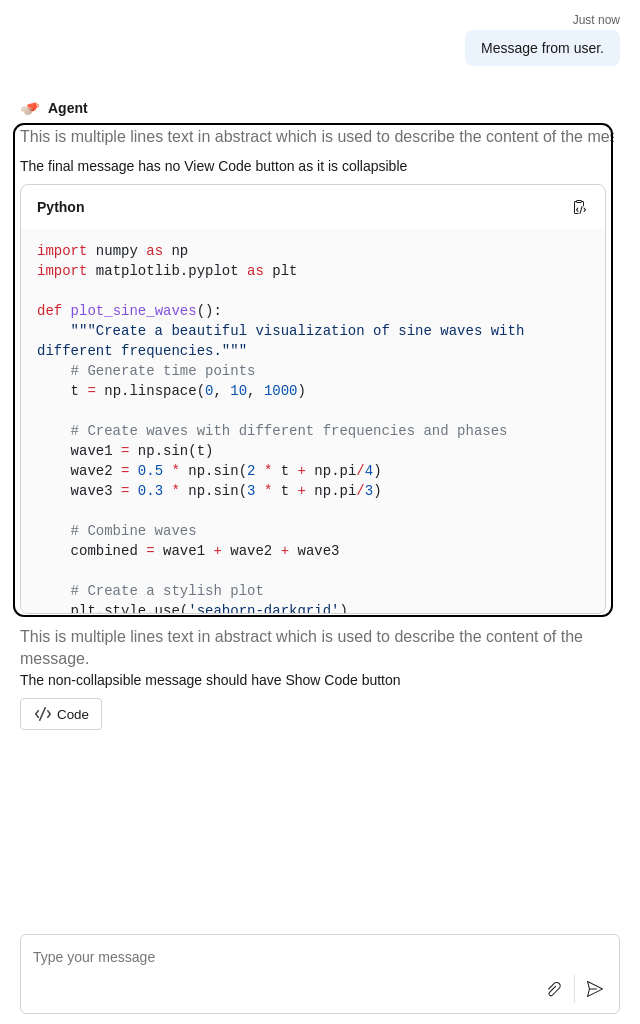 Just now
Message from user.
Agent
This is multiple lines text in abstract which is used to describe the content of the
The final message has no View Code button as it is collapsible
Python
import numpy as np
import matplotlib.pyplot as plt
def plot_sine_waves():
"""Create a beautiful visualization of sine waves with
different frequencies."""
# Generate time points
t = np.linspace(0, 10, 1000)
# Create waves with different frequencies and phases
wave1 = np.sin(t)
wave2 = 0.5 * np.sin(2 * t + np.pi/4)
wave3 = 0.3 * np.sin(3 * t + np.pi/3)
# Combine waves
combined = wave1 + wave2 + wave3
# Create a stylish plot
plt.style.use('seaborn-darkgrid')
This is multiple lines text in abstract which is used to describe the content of the
message.
The non-collapsible message should have Show Code button
Code
Type your message